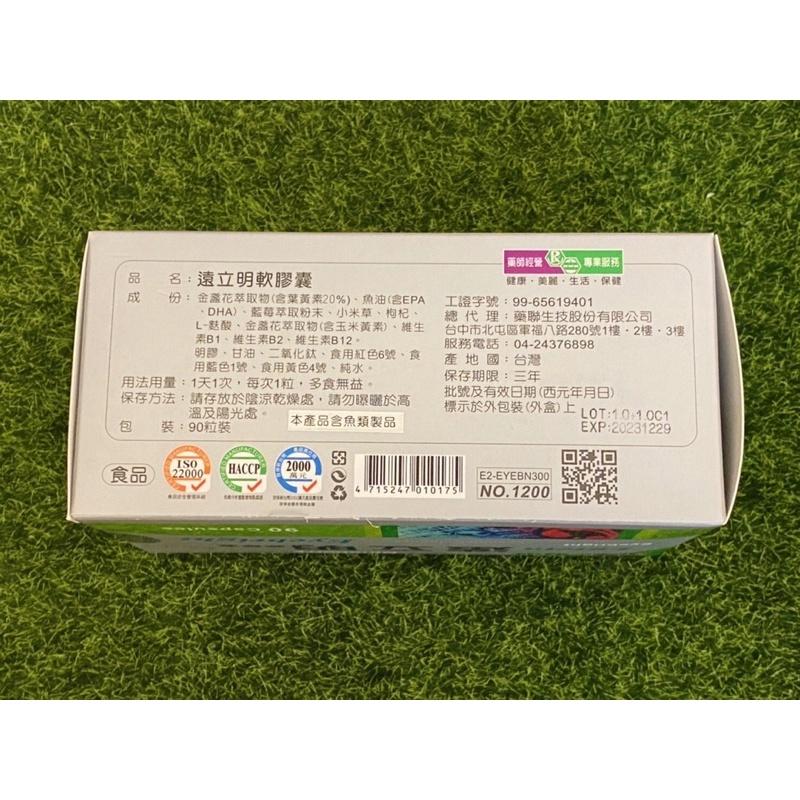 品名：遠立明軟膠囊
成份：金盞花萃取物(含葉黃素20%)、魚油(含EPA
、DHA)、藍莓萃取粉末、小米草、枸杞、
L-麩酸、金盞花萃取物(含玉米黃素)、維生
素B1、維生素B2、維生素B12。
明膠、甘油、二氧化鈦、食用紅色6號、食
用藍色1號、食用黃色4號、純水。
用法用量：1天1次，每次1粒，多食無益。
保存方法：請存放於陰涼乾燥處，請勿曝曬於高
溫及陽光處。
包裝：90粒裝
本產品含魚類製品
藥師經營
專業服務
健康·美麗·生活·保健
工證字號：99-65619401
總代理：藥聯生技股份有限公司
台中市北屯區軍福八路280號1樓·2樓·3樓
服務電話：04-24376898
產地國：台灣
保存期限：三年
批號及有效日期(西元年月日)
標示於外包裝(外盒)上
LOT:1.0+1.0C1
EXP:20231229
食品
ISO
22000
HACCP
2000
萬元
4 715247 010175
E2-EYEBN300
NO.1200
90 Capsules
Eyebright